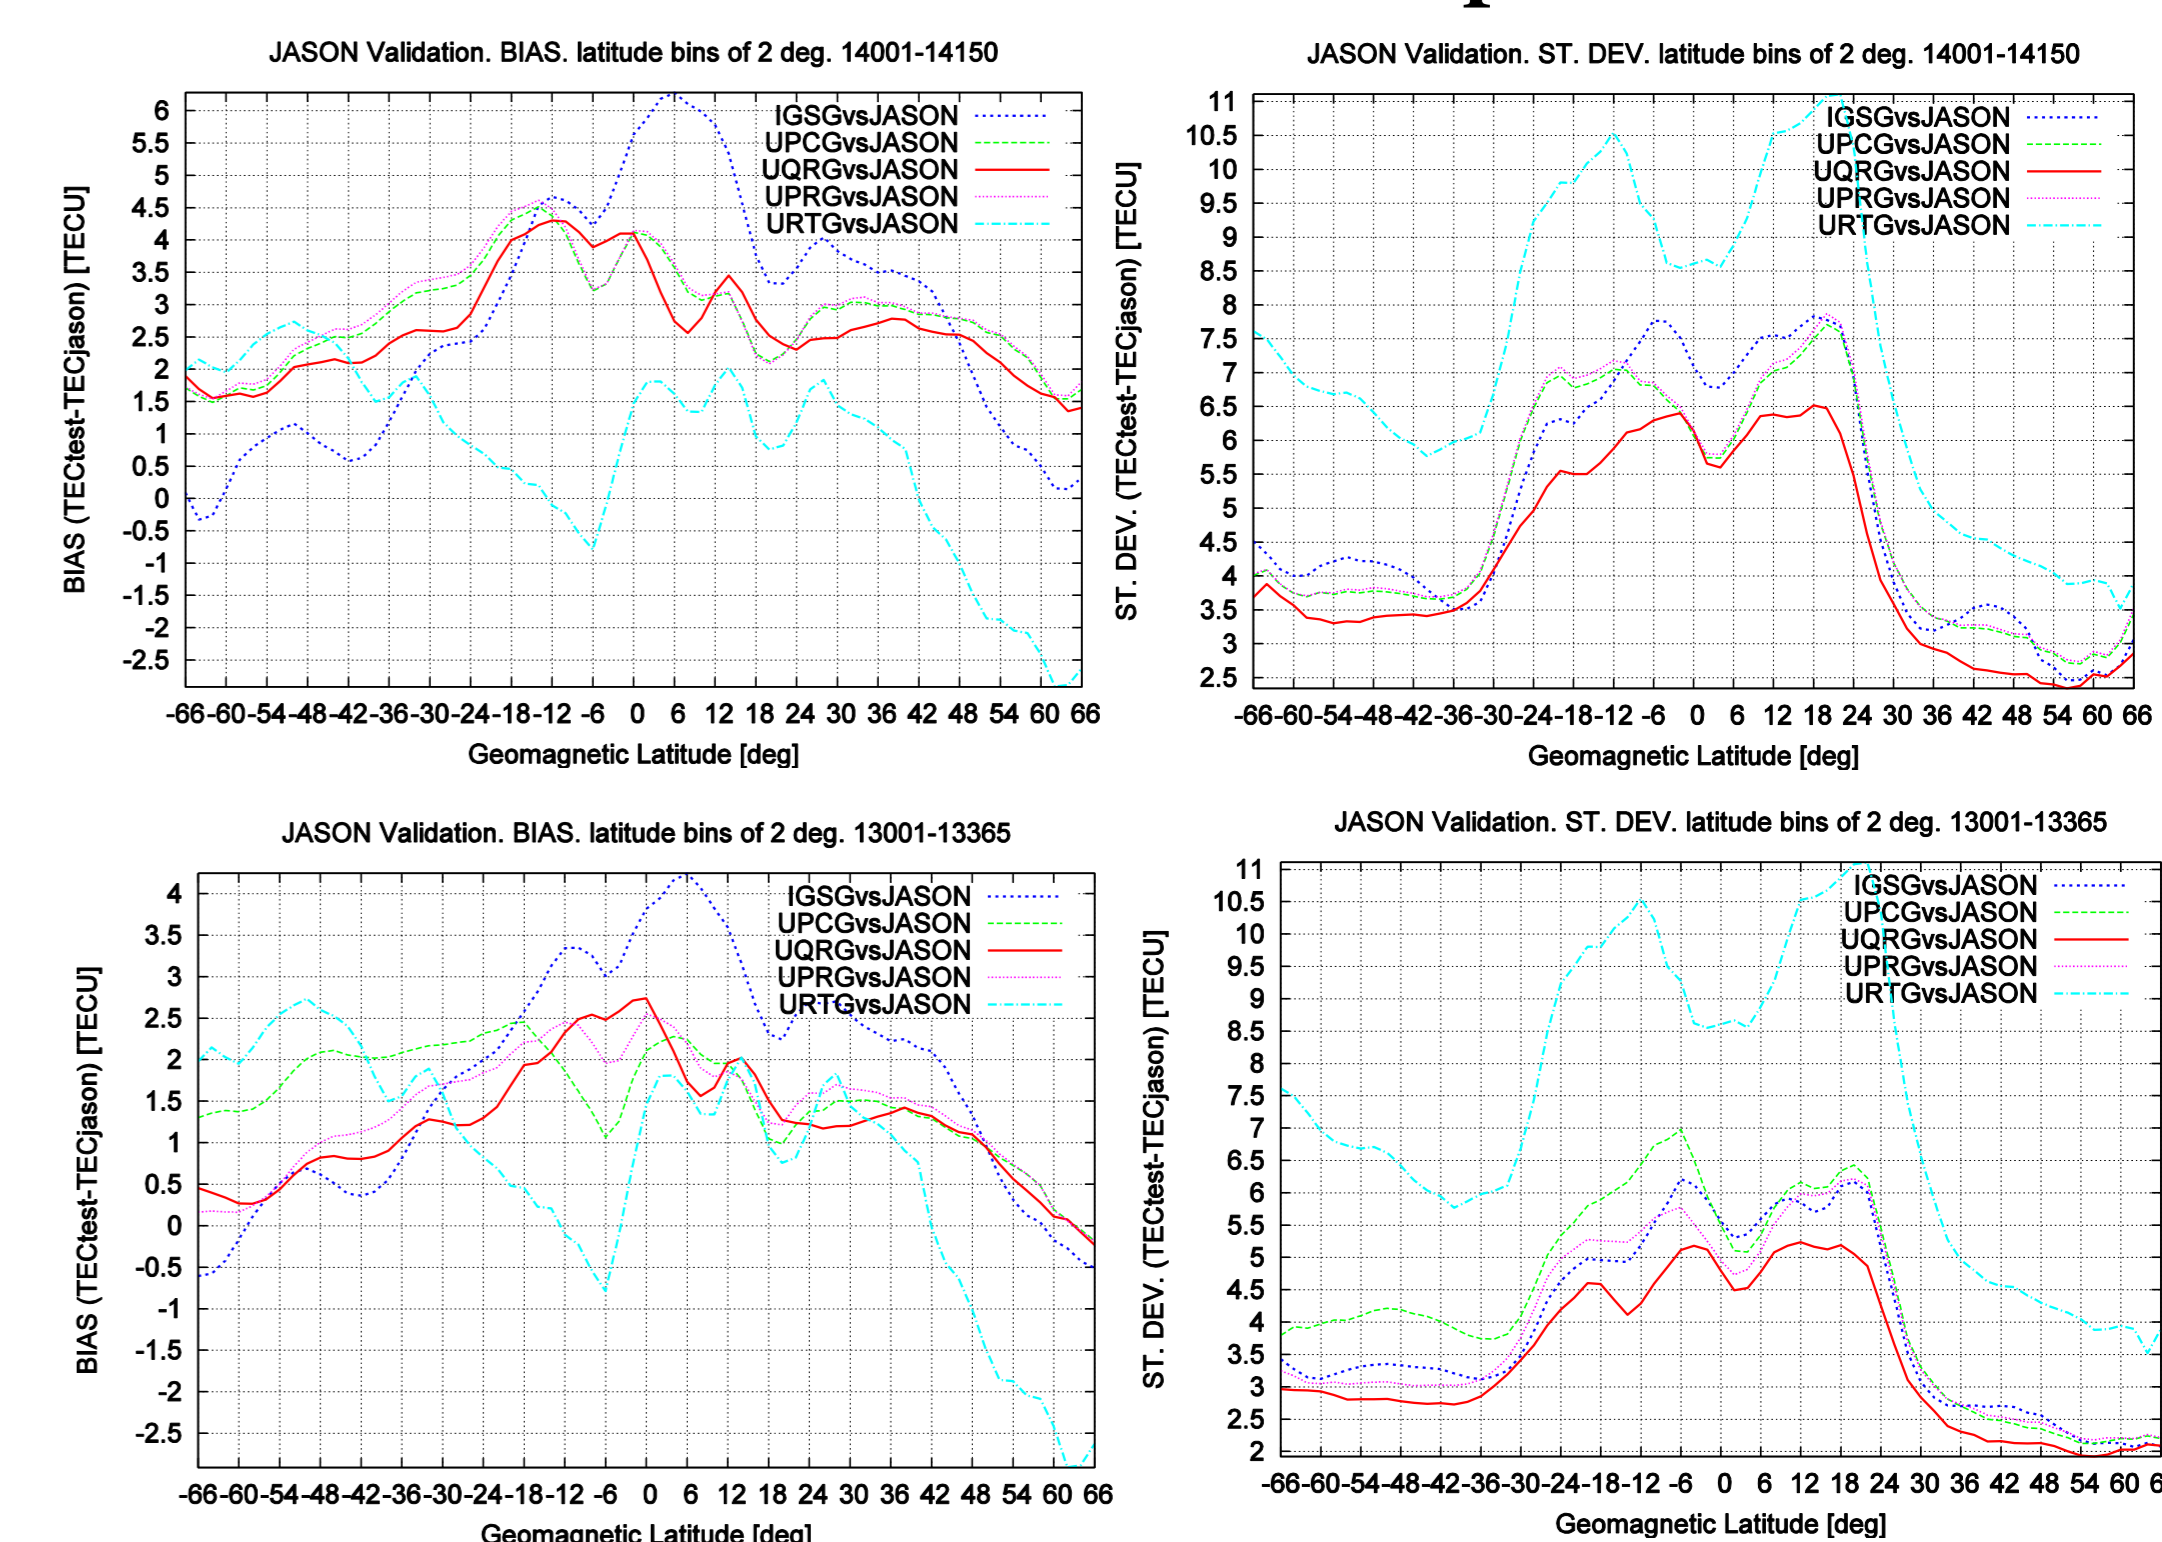 JASON Validation. BIAS. latitude bins of 2 deg. 14001-14150
BIAS (TECtest-TECjason) [TECU]
6
5.5
5
4.5
4
3.5
3
2.5
2
1.5
1
0.5
0
-0.5
-1
-1.5
-2
-2.5
IGSGvsJASON
UPCGvsJASON
UQRGvsJASON
UPRGvsJASON
URTGvsJASON
-66-60-54-48-42-36-30-24-18-12 -6 0 6 12 18 24 30 36 42 48 54 60 66
Geomagnetic Latitude [deg]
JASON Validation. ST. DEV. latitude bins of 2 deg. 14001-14150
ST. DEV. (TECtest-TECjason) [TECU]
11
10.5
10
9.5
9
8.5
8
7.5
7
6.5
6
5.5
5
4.5
4
3.5
3
2.5
IGSGvsJASON
UPCGvsJASON
UQRGvsJASON
UPRGvsJASON
URTGvsJASON
-66-60-54-48-42-36-30-24-18-12 -6 0 6 12 18 24 30 36 42 48 54 60 66
Geomagnetic Latitude [deg]
JASON Validation. BIAS. latitude bins of 2 deg. 13001-13365
BIAS (TECtest-TECjason) [TECU]
4
3.5
3
2.5
2
1.5
1
0.5
0
-0.5
-1
-1.5
-2
-2.5
IGSGvsJASON
UPCGvsJASON
UQRGvsJASON
UPRGvsJASON
URTGvsJASON
-66-60-54-48-42-36-30-24-18-12 -6 0 6 12 18 24 30 36 42 48 54 60 66
Geomagnetic Latitude [deg]
JASON Validation. ST. DEV. latitude bins of 2 deg. 13001-13365
ST. DEV. (TECtest-TECjason) [TECU]
11
10.5
10
9.5
9
8.5
8
7.5
7
6.5
6
5.5
5
4.5
4
3.5
3
2.5
2
IGSGvsJASON
UPCGvsJASON
UQRGvsJASON
UPRGvsJASON
URTGvsJASON
-66-60-54-48-42-36-30-24-18-12 -6 0 6 12 18 24 30 36 42 48 54 60
Geomagnetic Latitude [deg]